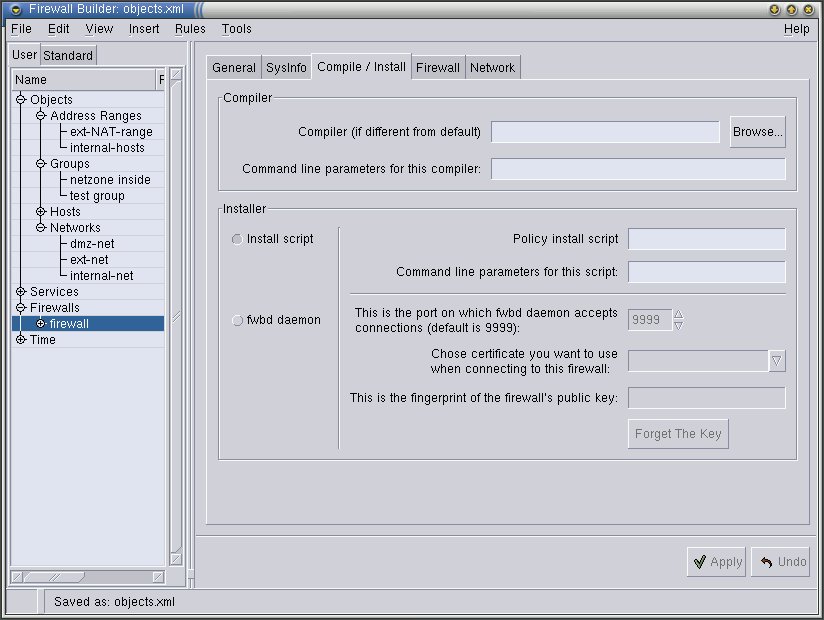 Firewall Builder: objects.xml
File Edit View Insert Rules Tools Help
User Standard
Name F
Objects
Address Ranges
ext-NAT-range
internal-hosts
Groups
netzone inside
test group
Hosts
Networks
dmz-net
ext-net
internal-net
Services
Firewalls
firewall
Time
General SysInfo Compile / Install Firewall Network
Compiler
Compiler (if different from default) Browse...
Command line parameters for this compiler:
Installer
Install script
Policy install script
Command line parameters for this script:
fwbd daemon
This is the port on which fwbd daemon accepts
connections (default is 9999): 9999
Chose certificate you want to use
when connecting to this firewall:
This is the fingerprint of the firewall's public key:
Forget The Key
Apply Undo
Saved as: objects.xml